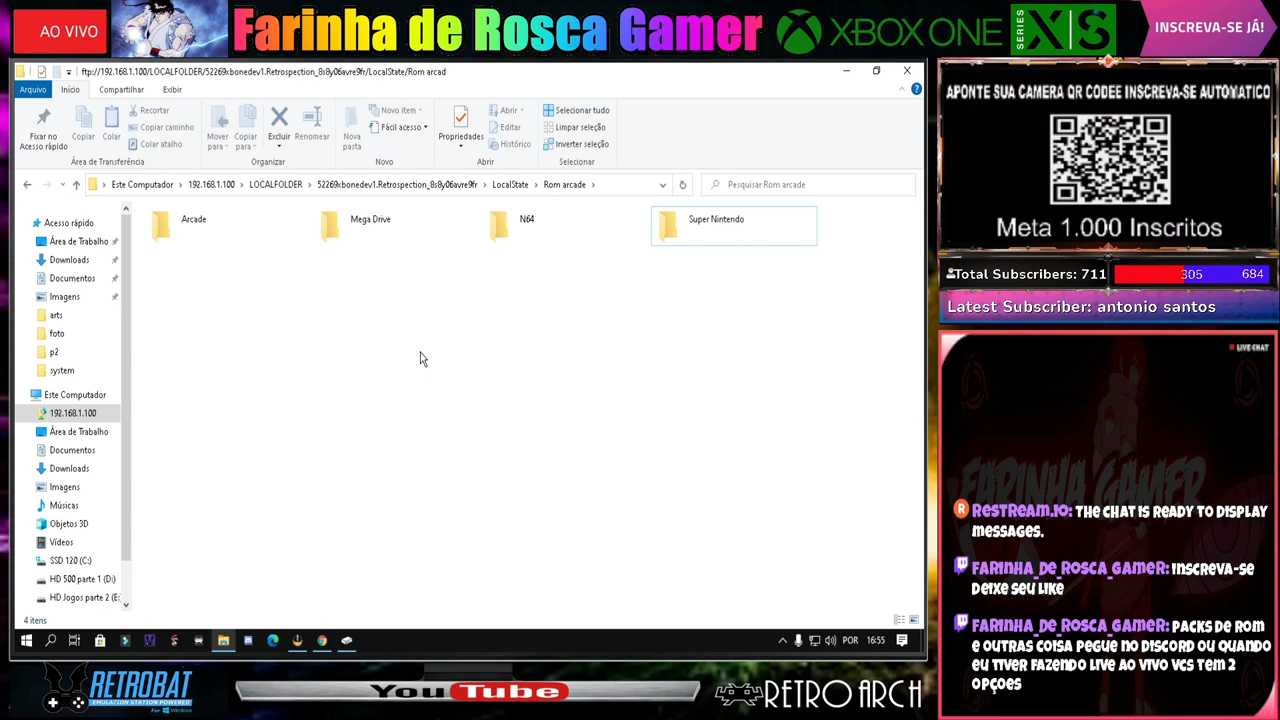 AO VIVO
Farinha de Rosca Gamer
XBOX ONE
SERIES X|S
INSCREVA-SE JÁ!
ftp://192.168.1.100/LOCALFOLDER/52269xbonedev1.Retrospection_8s8y06avre9fr/LocalState/Rom arcad
Arquivo Início Compartilhar Exibir
Fixar no
Acesso rápido
Copiar
Colar
Recortar
Copiar caminho
Colar atalho
Área de Transferência
Mover
para
Copiar
para
Excluir
Renomear
Organizar
Nova
pasta
Novo item
Fácil acesso
Novo
Propriedades
Abrir
Editar
Histórico
Abrir
Selecionar tudo
Limpar seleção
Inverter seleção
Selecionar
Este Computador > 192.168.1.100 > LOCALFOLDER > 52269xbonedev1.Retrospection_8s8y06avre9fr > LocalState > Rom arcade >
Pesquisar Rom arcade
Acesso rápido
Área de Trabalho
Downloads
Documentos
Imagens
arts
foto
p2
system
Este Computador
192.168.1.100
Área de Trabalho
Documentos
Downloads
Imagens
Músicas
Objetos 3D
Vídeos
SSD 120 (C:)
HD 500 parte 1 (D:)
HD Jogos parte 2 (E:
Arcade
Mega Drive
N64
Super Nintendo
4 itens
POR 16:55
APONTE SUA CAMERA QR CODEE INSCREVA-SE AUTOMATICO
Meta 1.000 Inscritos
Total Subscribers: 711
305 684
Latest Subscriber: antonio santos
LIVE CHAT
FARINHA GAMER
Restream.io: The chat is ready to display
messages.
Farinha_de_Rosca_Gamer: Inscreva-se
deixe seu like
Farinha_de_Rosca_Gamer: Packs de rom
e outras coisa pegue no discord ou quando
eu tiver fazendo live ao vivo vcs tem 2
opçoes
RETROBAT
EMULATION STATION POWERED
For Windows
YouTube
RETRO ARCH